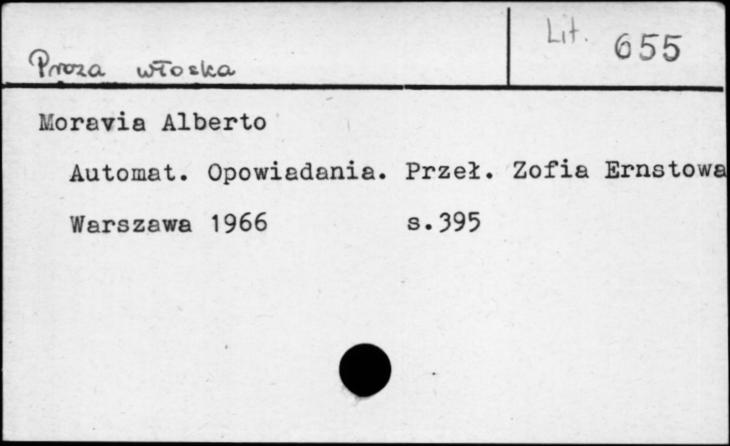 Lit. 655
Proza włoska
Moravia Alberto
Automat. Opowiadania. Przeł. Zofia Ernstowa
Warszawa 1966 s.395